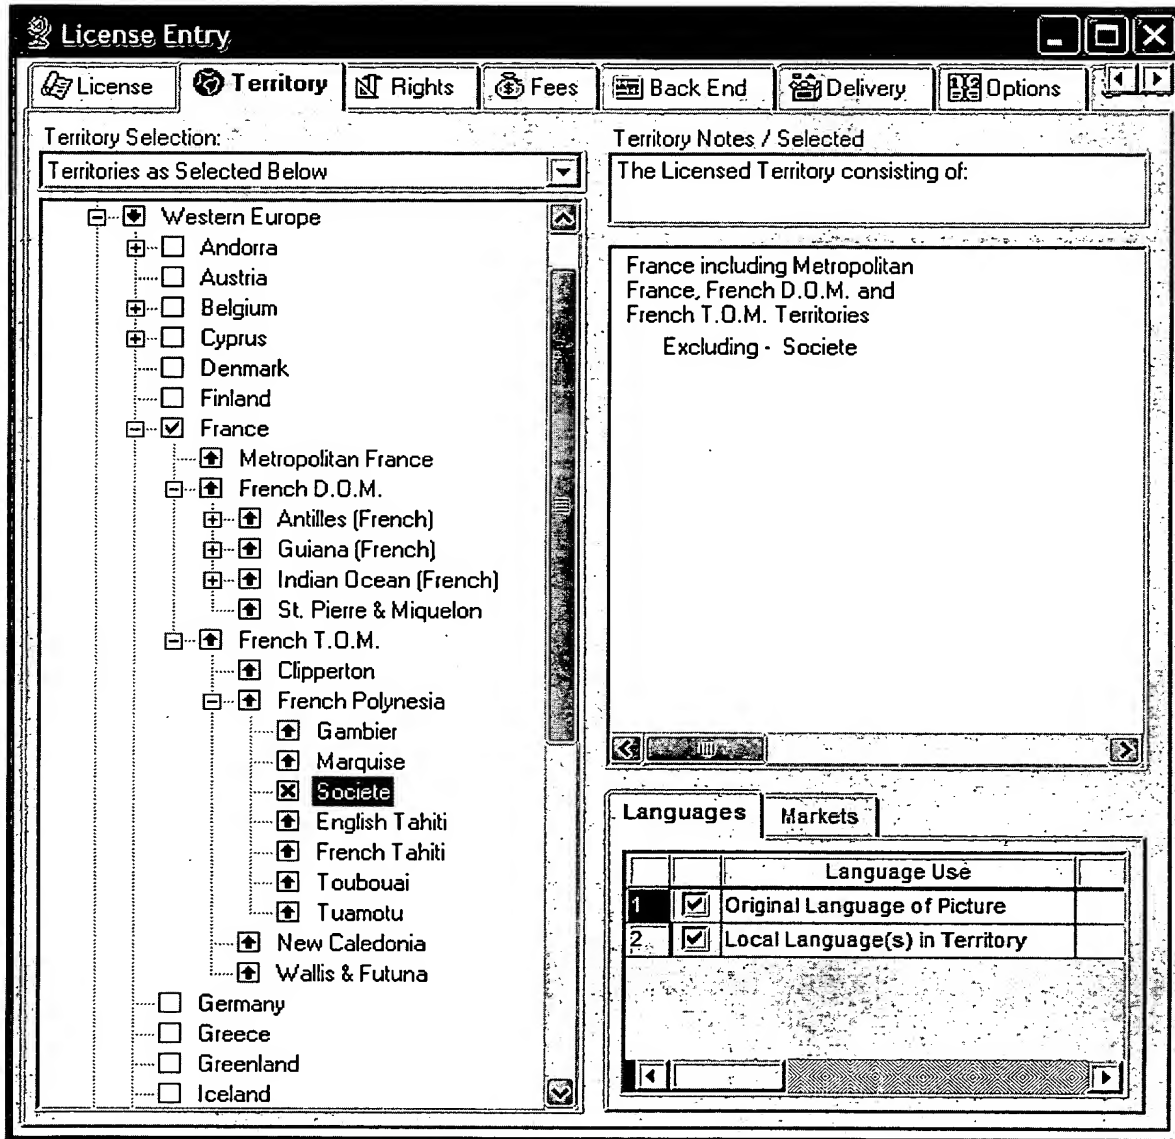 License Entry
License Territory Rights Fees Back End Delivery Options
Territory Selection:
Territories as Selected Below
Western Europe
Andorra
Austria
Belgium
Cyprus
Denmark
Finland
France
Metropolitan France
French D.O.M.
Antilles (French)
Guiana (French)
Indian Ocean (French)
St. Pierre & Miquelon
French T.O.M.
Clipperton
French Polynesia
Gambier
Marquise
Societe
English Tahiti
French Tahiti
Toubouai
Tuamotu
New Caledonia
Wallis & Futuna
Germany
Greece
Greenland
Iceland
Territory Notes / Selected
The Licensed Territory consisting of:
France including Metropolitan
France, French D.O.M. and
French T.O.M. Territories
Excluding - Societe
Languages Markets
Language Use
1 Original Language of Picture
2 Local Language(s) in Territory